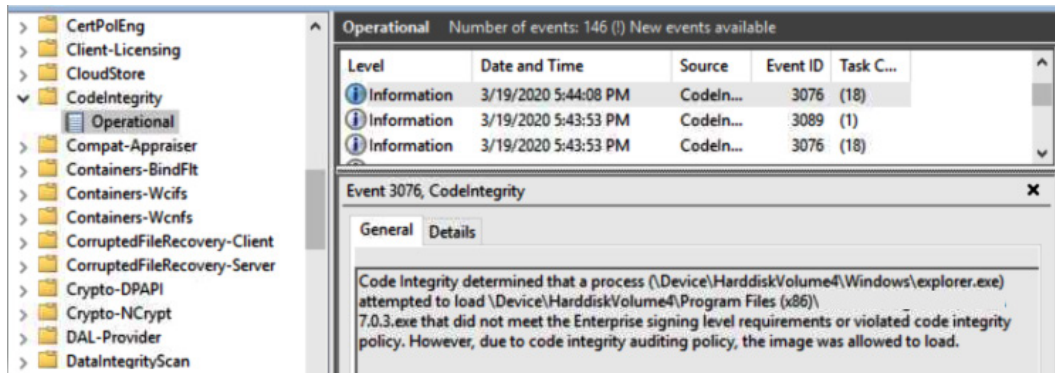 CertPolEng
Client-Licensing
CloudStore
CodeIntegrity
Operational
Compat-Appraiser
Containers-BindFlt
Containers-Wcifs
Containers-Wcnfs
CorruptedFileRecovery-Client
CorruptedFileRecovery-Server
Crypto-DPAPI
Crypto-NCrypt
DAL-Provider
DataIntegrityScan
Operational Number of events: 146 (!) New events available
Level Date and Time Source Event ID Task C...
Information 3/19/2020 5:44:08 PM CodeIn... 3076 (18)
Information 3/19/2020 5:43:53 PM CodeIn... 3089 (1)
Information 3/19/2020 5:43:53 PM CodeIn... 3076 (18)
Event 3076, CodeIntegrity
General Details
Code Integrity determined that a process (\Device\HarddiskVolume4\Windows\explorer.exe)
attempted to load \Device\HarddiskVolume4\Program Files (x86)\
7.0.3.exe that did not meet the Enterprise signing level requirements or violated code integrity
policy. However, due to code integrity auditing policy, the image was allowed to load.